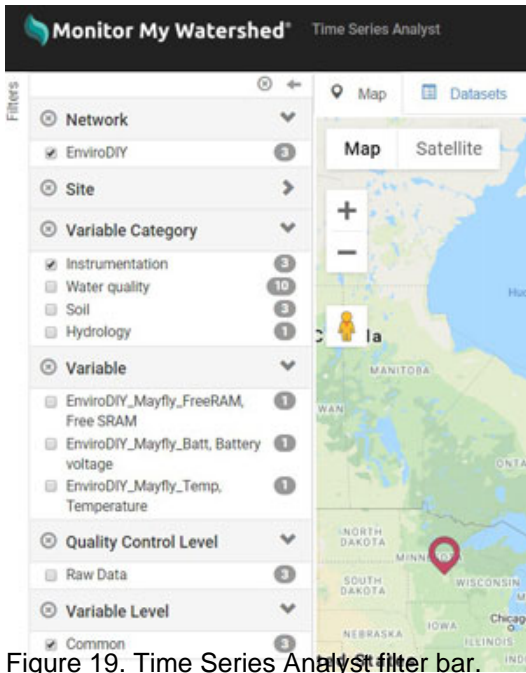 Monitor My Watershed® Time Series Analyst
Filters
Map Datasets
Network
EnviroDIY 3
Site
Variable Category
Instrumentation 3
Water quality 10
Soil 3
Hydrology 1
Variable
EnviroDIY_Mayfly_FreeRAM, 1
Free SRAM
EnviroDIY_Mayfly_Batt, Battery 1
voltage
EnviroDIY_Mayfly_Temp, 1
Temperature
Quality Control Level
Raw Data 3
Variable Level
Common 3
Map Satellite
+
−
MANITOBA
NORTH
DAKOTA
SOUTH
DAKOTA
WISCONSIN
IOWA
Chicago
NEBRASKA
ILLINOIS
Figure 19. Time Series Analyst filter bar.